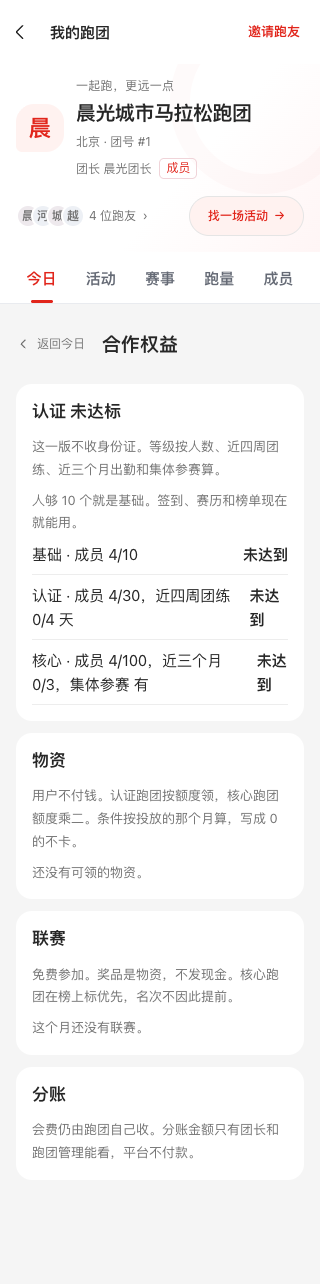 我的跑团
邀请跑友
一起跑，更远一点
晨
晨光城市马拉松跑团
北京 · 团号 #1
团长 晨光团长 成员
晨 河 城 越 4 位跑友 ›
找一场活动 →
今日 活动 赛事 跑量 成员
返回今日 合作权益
认证 未达标
这一版不收身份证。等级按人数、近四周团
练、近三个月出勤和集体参赛算。
人够 10 个就是基础。签到、赛历和榜单现在
就能用。
基础 · 成员 4/10 未达到
认证 · 成员 4/30，近四周团练 未达
0/4 天 到
核心 · 成员 4/100，近三个月 未达
0/3，集体参赛 有 到
物资
用户不付钱。认证跑团按额度领，核心跑团
额度乘二。条件按投放的那个月算，写成 0
的不卡。
还没有可领的物资。
联赛
免费参加。奖品是物资，不发现金。核心跑
团在榜上标优先，名次不因此提前。
这个月还没有联赛。
分账
会费仍由跑团自己收。分账金额只有团长和
跑团管理能看，平台不付款。